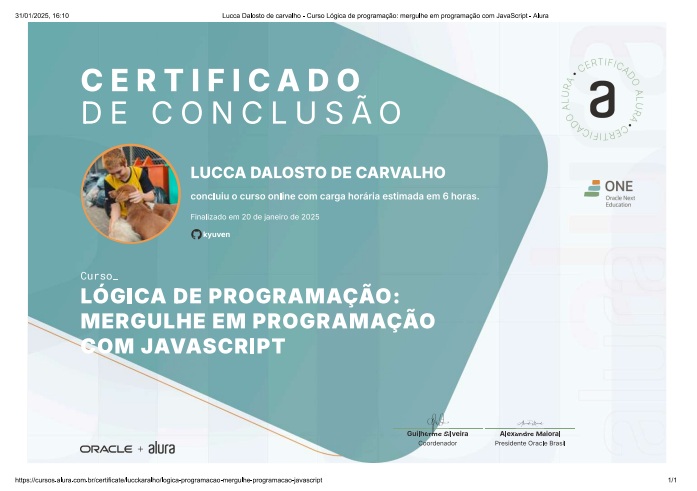 31/01/2025, 16:10
Lucca Dalosto de carvalho - Curso Lógica de programação: mergulhe em programação com JavaScript - Alura
CERTIFICADO
DE CONCLUSÃO
CERTIFICADO ALURA • CERTIFICADO ALURA •
a
LUCCA DALOSTO DE CARVALHO
concluiu o curso online com carga horária estimada em 6 horas.
Finalizado em 20 de janeiro de 2025
kyuven
ONE
Oracle Next
Education
Curso_
LÓGICA DE PROGRAMAÇÃO:
MERGULHE EM PROGRAMAÇÃO
COM JAVASCRIPT
Guilherme Silveira
Coordenador
Alexandre Maioral
Presidente Oracle Brasil
ORACLE + alura
https://cursos.alura.com.br/certificate/lucckaralho/logica-programacao-mergulhe-programacao-javascript
1/1